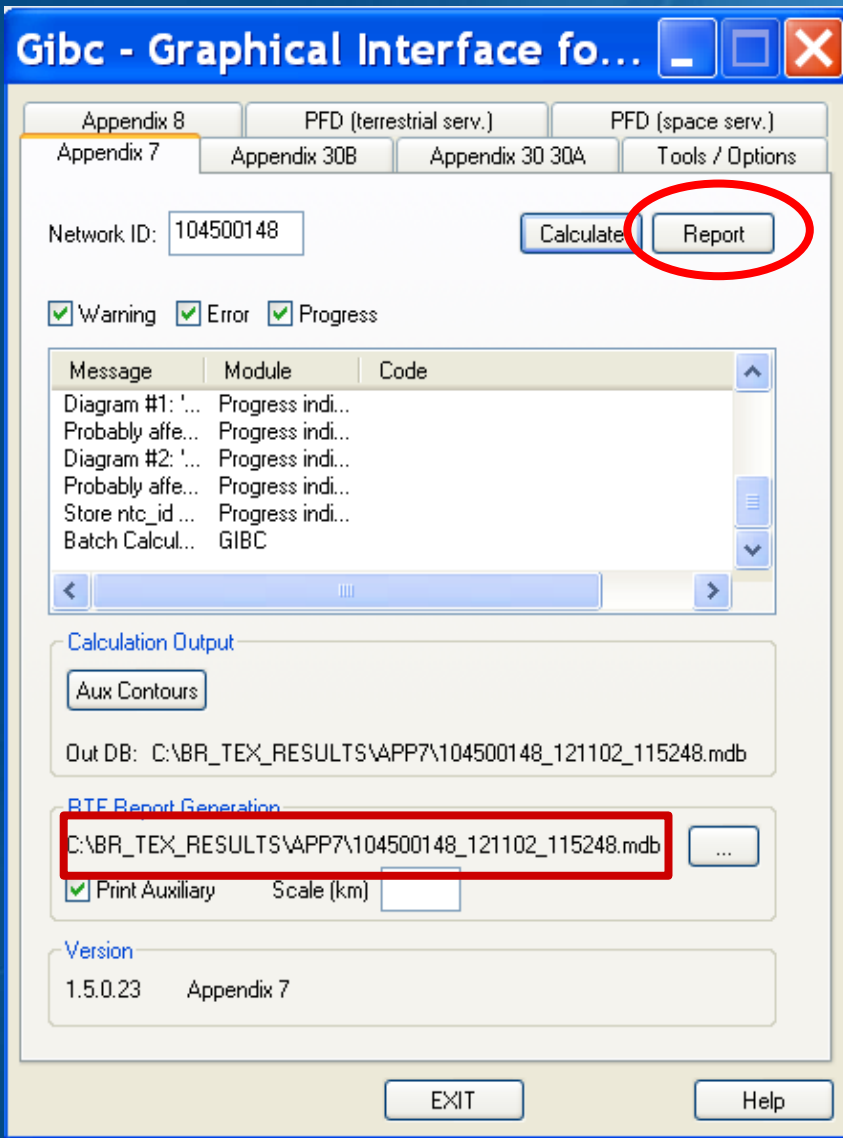 Gibc - Graphical Interface fo...
Appendix 8 PFD (terrestrial serv.) PFD (space serv.)
Appendix 7 Appendix 30B Appendix 30 30A Tools / Options
Network ID: 104500148 Calculate Report
Warning Error Progress
Message Module Code
Diagram #1: '... Progress indi...
Probably affe... Progress indi...
Diagram #2: '... Progress indi...
Probably affe... Progress indi...
Store ntc_id ... Progress indi...
Batch Calcul... GIBC
Calculation Output
Aux Contours
Out DB: C:\BR_TEX_RESULTS\APP7\104500148_121102_115248.mdb
RTF Report Generation
C:\BR_TEX_RESULTS\APP7\104500148_121102_115248.mdb ...
Print Auxiliary Scale (km)
Version
1.5.0.23 Appendix 7
EXIT Help